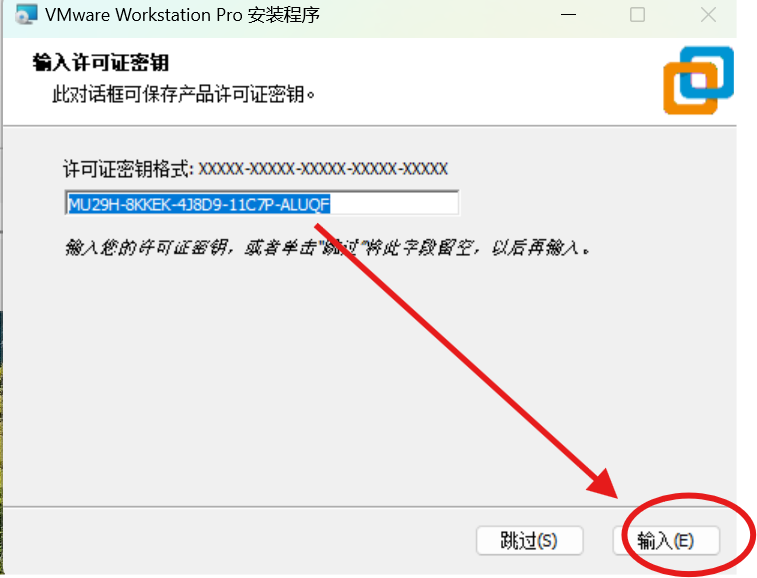 VMware Workstation Pro 安装程序
输入许可证密钥
此对话框可保存产品许可证密钥。
许可证密钥格式: XXXXX-XXXXX-XXXXX-XXXXX-XXXXX
MU29H-8KKEK-4J8D9-11C7P-ALUQF
输入您的许可证密钥，或者单击"跳过"将此字段留空，以后再输入。
跳过(S)
输入(E)